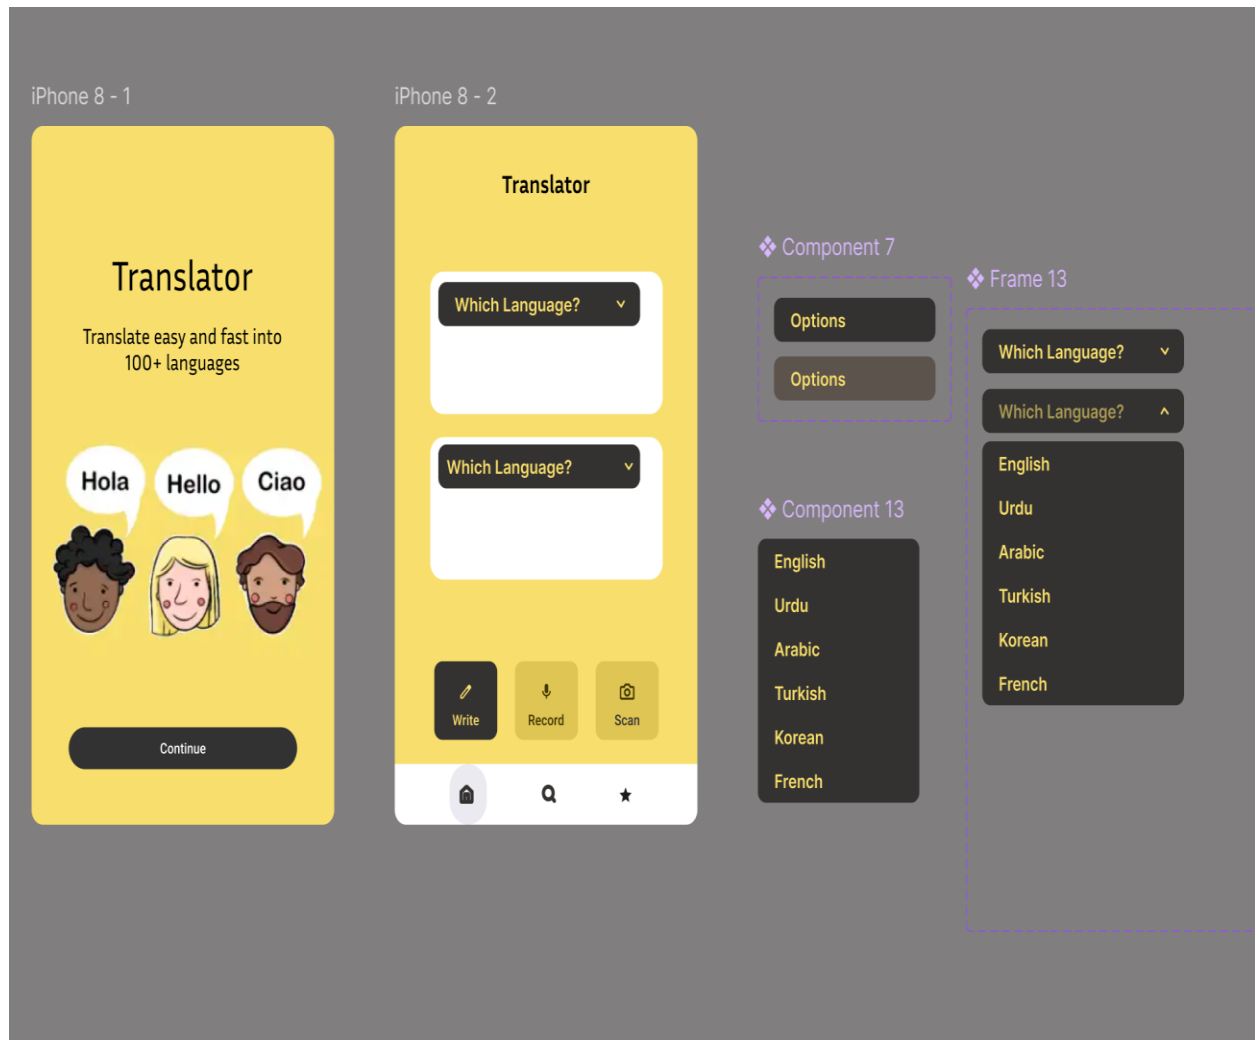 iPhone 8 - 1
Translator
Translate easy and fast into
100+ languages
Hola
Hello
Ciao
Continue
iPhone 8 - 2
Translator
Which Language?
Which Language?
Write
Record
Scan
Component 7
Options
Options
Component 13
English
Urdu
Arabic
Turkish
Korean
French
Frame 13
Which Language?
Which Language?
English
Urdu
Arabic
Turkish
Korean
French